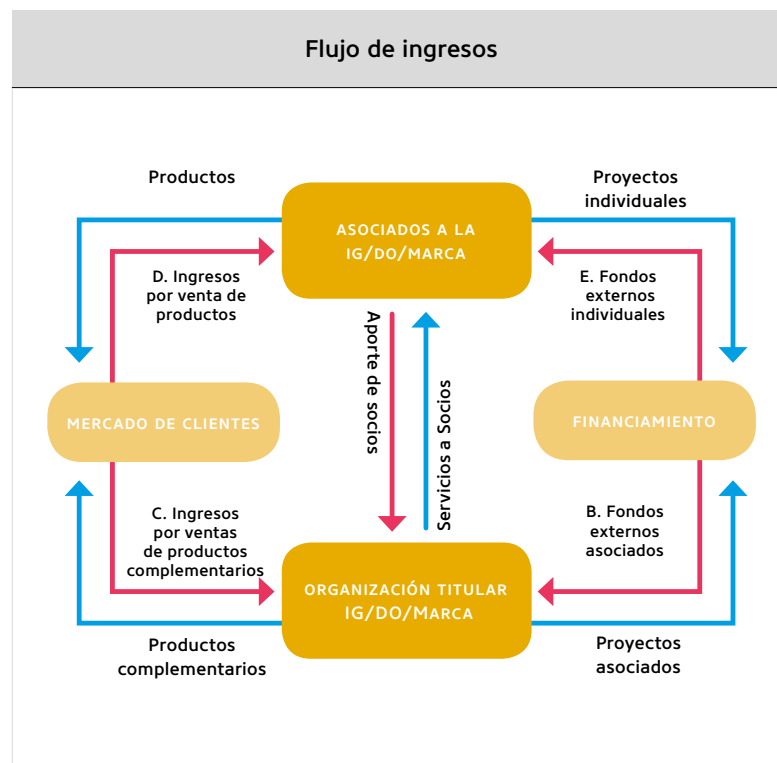 Flujo de ingresos
Productos
Proyectos
individuales
ASOCIADOS A LA
IG/DO/MARCA
D. Ingresos
por venta de
productos
E. Fondos
externos
individuales
Aporte de socios
Servicios a Socios
MERCADO DE CLIENTES
FINANCIAMIENTO
C. Ingresos
por ventas
de productos
complementarios
B. Fondos
externos
asociados
ORGANIZACIÓN TITULAR
IG/DO/MARCA
Productos
complementarios
Proyectos
asociados